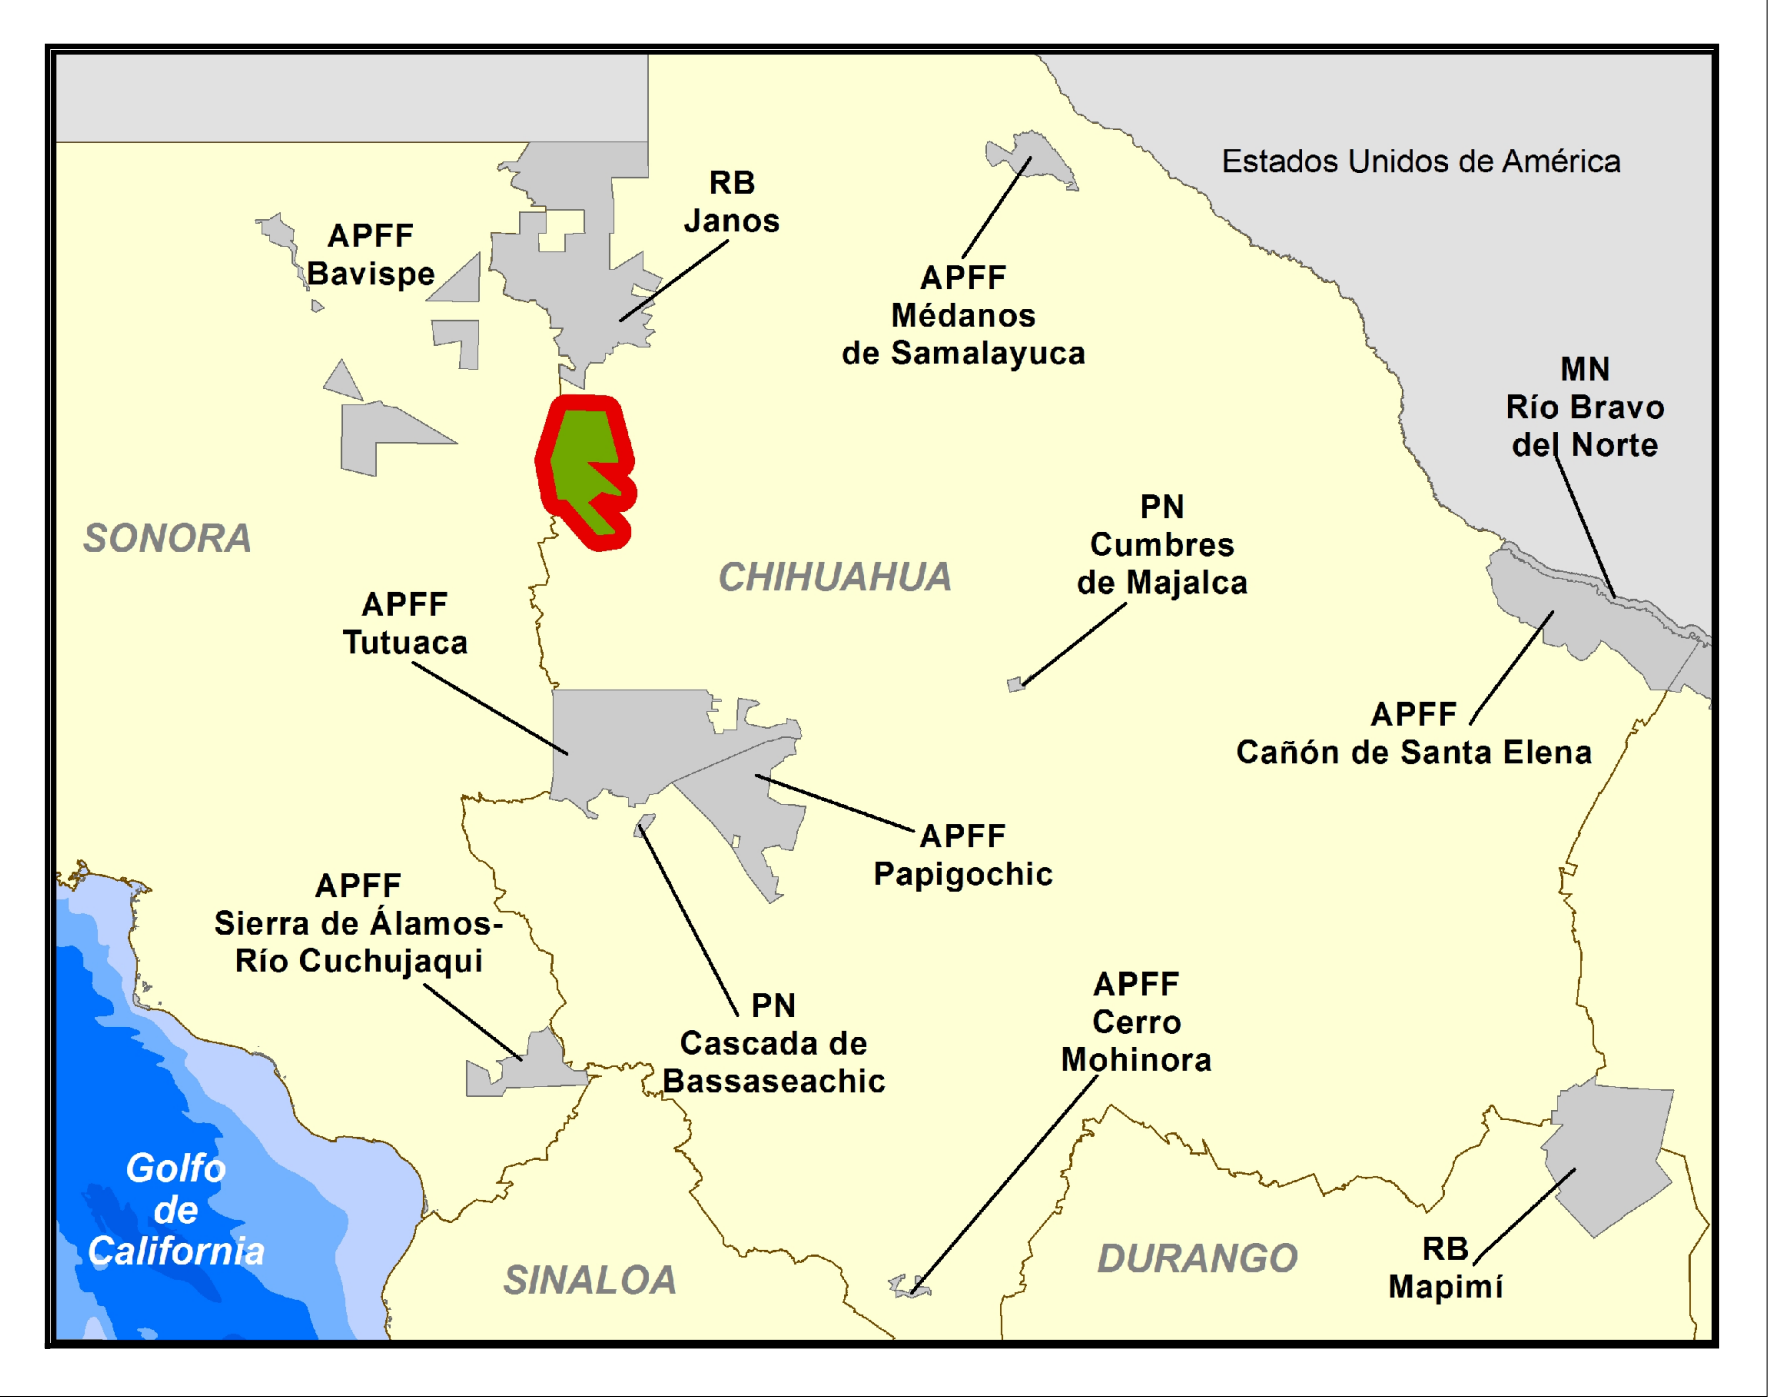 Estados Unidos de América
RB
Janos
APFF
Bavispe
APFF
Médanos
de Samalayuca
MN
Río Bravo
del Norte
PN
Cumbres
de Majalca
SONORA
CHIHUAHUA
APFF
Tutuaca
APFF
Cañón de Santa Elena
APFF
Papigochic
APFF
Sierra de Álamos-
Río Cuchujaqui
PN
Cascada de
Bassaseachic
APFF
Cerro
Mohinora
Golfo
de
California
SINALOA
DURANGO
RB
Mapimí